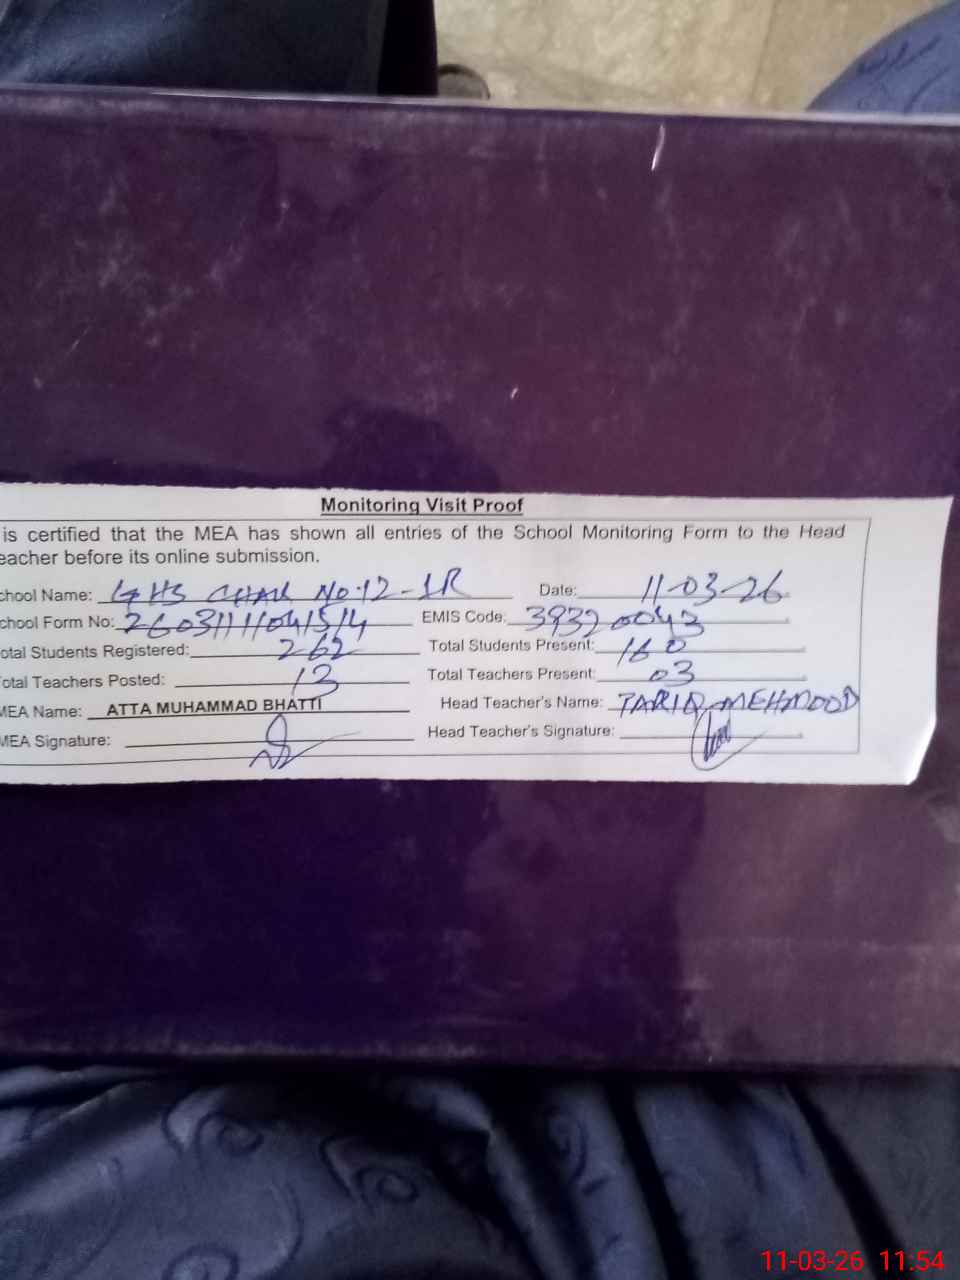 Monitoring Visit Proof
is certified that the MEA has shown all entries of the School Monitoring Form to the Head
eacher before its online submission.
chool Name: GHS CHAK NO:12-1R Date: 11-03-26
chool Form No: 26031111041514 EMIS Code: 39320043
otal Students Registered: 262 Total Students Present: 160
otal Teachers Posted: 13 Total Teachers Present: 03
MEA Name: ATTA MUHAMMAD BHATTI Head Teacher's Name: TARIQ MEHMOOD
MEA Signature: Head Teacher's Signature:
11-03-26 11:54